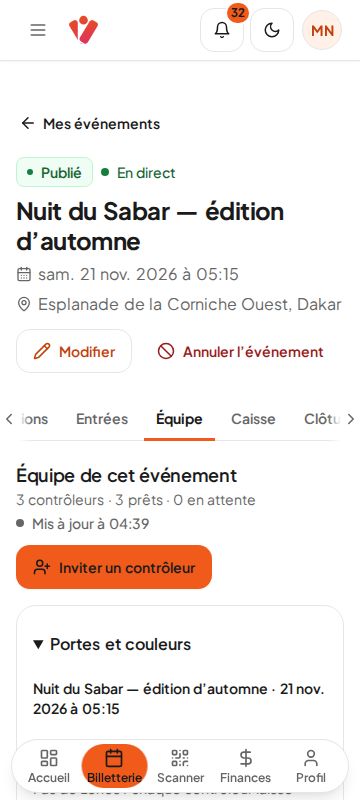 32
MN
Mes événements
Publié
En direct
Nuit du Sabar — édition
d’automne
sam. 21 nov. 2026 à 05:15
Esplanade de la Corniche Ouest, Dakar
Modifier
Annuler l’événement
ions Entrées Équipe Caisse Clôtu
Équipe de cet événement
3 contrôleurs · 3 prêts · 0 en attente
Mis à jour à 04:39
Inviter un contrôleur
Portes et couleurs
Nuit du Sabar — édition d’automne · 21 nov.
2026 à 05:15
Accueil Billetterie Scanner Finances Profil